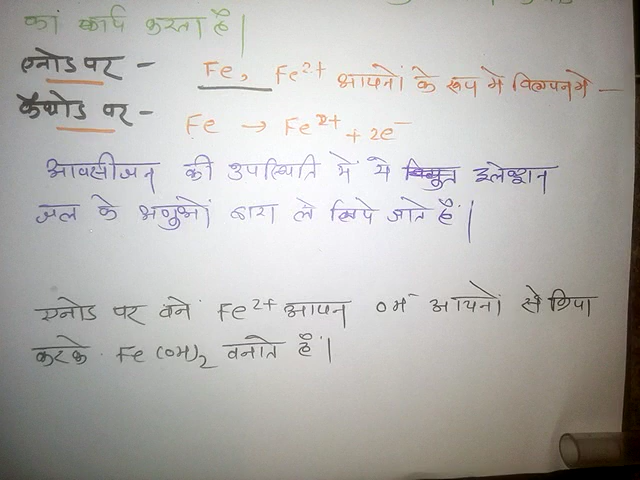 का कार्य करता है|
एनोड पर – Fe, Fe²⁺ आयनों के रूप मे विलयन मे —
कैथोड पर – Fe → Fe²⁺ + 2e⁻
आक्सीजन की उपस्थिति में ये इलेक्ट्रान
जल के अणुओं द्वारा ले लिये जाते हैं|
एनोड पर बने Fe²⁺ आयन OH⁻ आयनों से क्रिया
करके Fe(OH)₂ बनाते हैं|